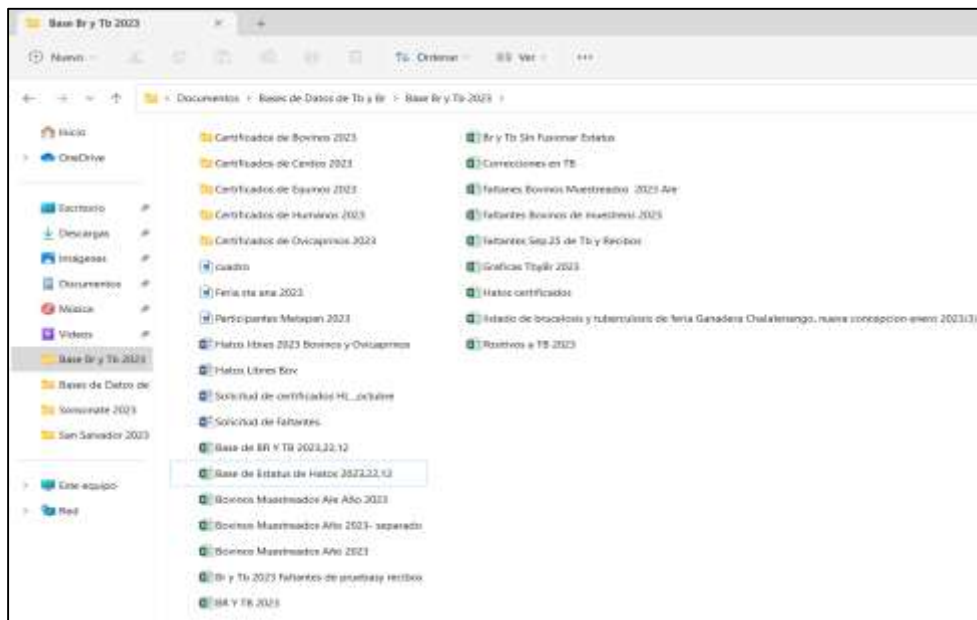 Base Br y Tb 2023
Nuevo
Ordenar
Ver
Documentos > Bases de Datos de Tb y Br > Base Br y Tb 2023 >
Inicio
OneDrive
Escritorio
Descargas
Imágenes
Documentos
Música
Videos
Base Br y Tb 2023
Bases de Datos de
Sonsonate 2023
San Salvador 2023
Este equipo
Red
Certificados de Bovinos 2023
Certificados de Cerdos 2023
Certificados de Equinos 2023
Certificados de Humanos 2023
Certificados de Ovicaprinos 2023
cuadro
Feria sta ana 2023
Participantes Metapan 2023
Hatos libres 2023 Bovinos y Ovicaprinos
Hatos Libres Bov
Solicitud de certificados HL_octubre
Solicitud de Faltantes
Base de BR Y TB 2023,22,12
Base de Estatus de Hatos 2023,22,12
Bovinos Muestreados Aie Año 2023
Bovinos Muestreados Año 2023- separado
Bovinos Muestreados Año 2023
Br y Tb 2023 Faltantes de pruebasy recibos
BR Y TB 2023
Br y Tb Sin Fusionar Estatus
Correcciones en TB
faltanes Bovinos Muestreados 2023 Aie
faltantes Bovinos de muestreos 2023
faltantes Sep.25 de Tb y Recibos
Graficas TbyBr 2023
Hatos certificados
listado de brucelosis y tuberculosis de feria Ganadera Chalatenango, nueva concepcion enero 2023(3)
Positivos a TB 2023